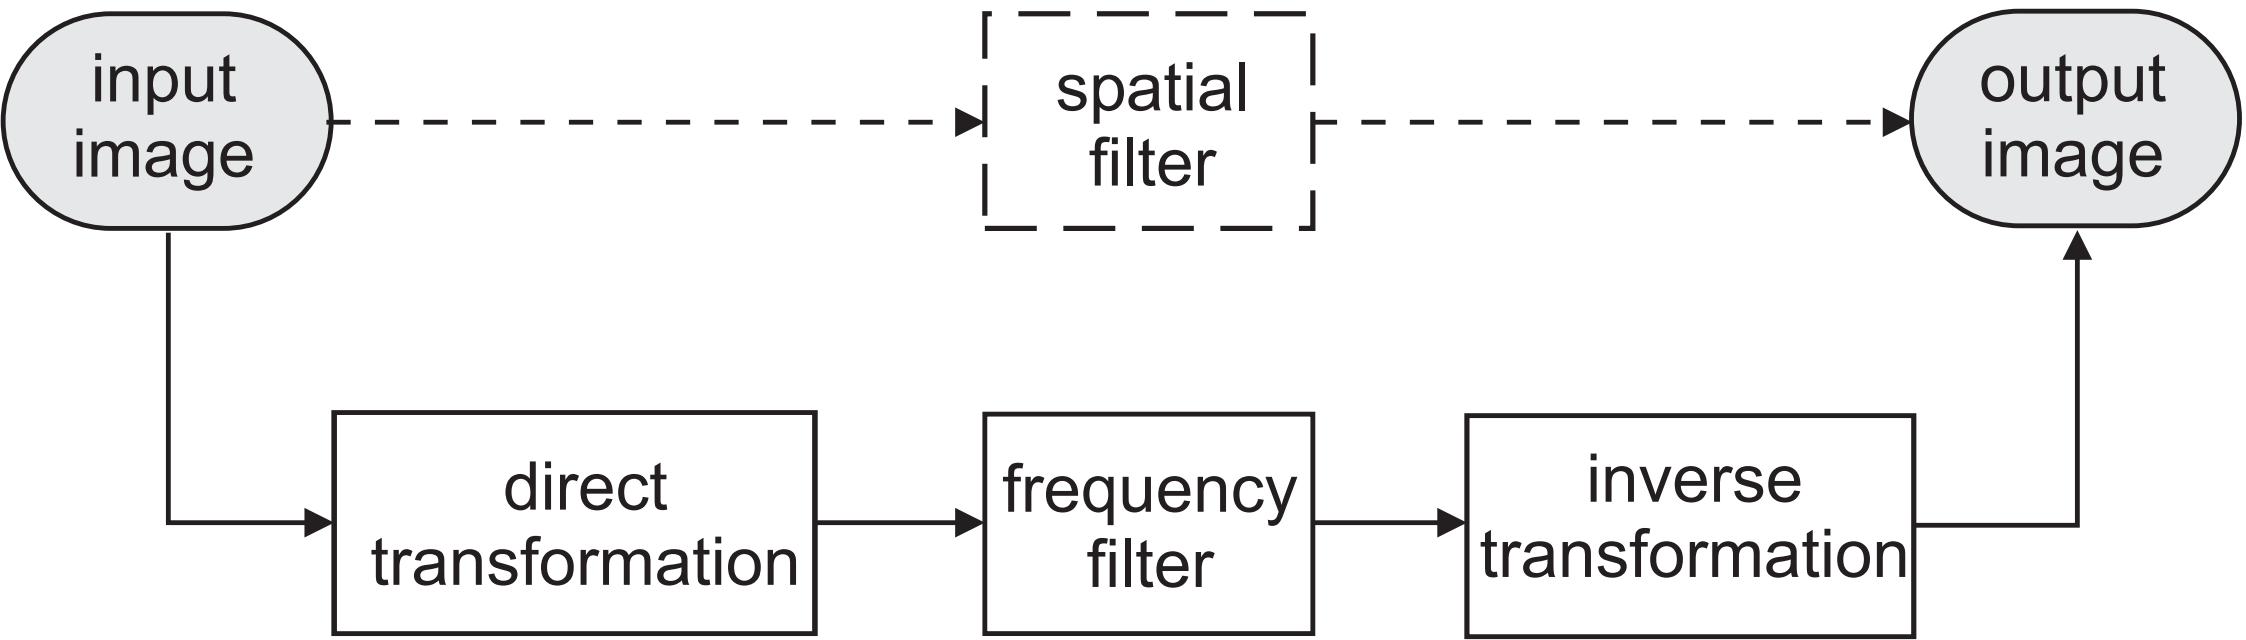 input
image
spatial
filter
output
image
direct
transformation
frequency
filter
inverse
transformation